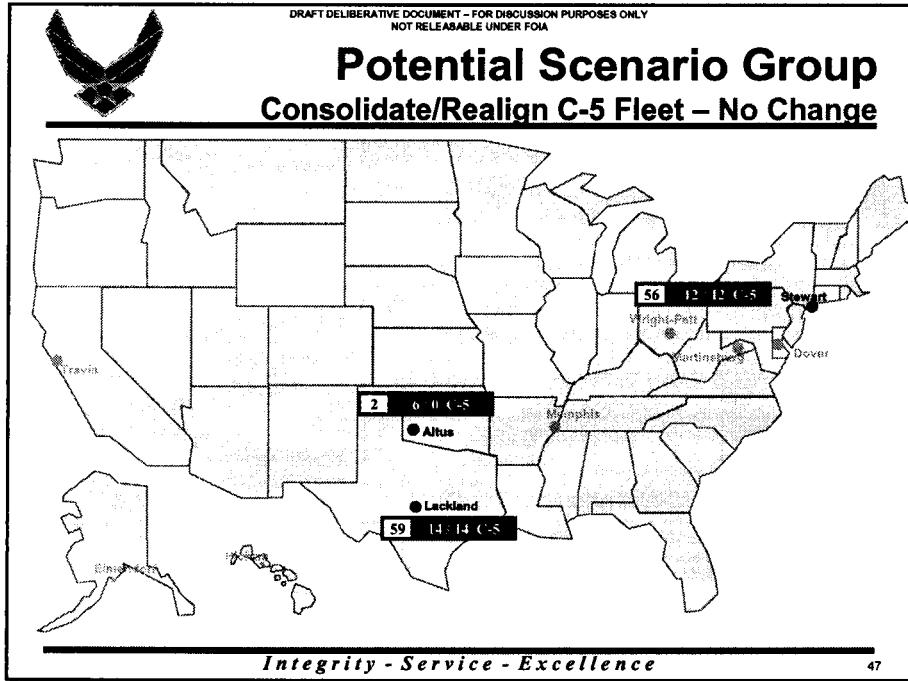 DRAFT DELIBERATIVE DOCUMENT – FOR DISCUSSION PURPOSES ONLY
NOT RELEASABLE UNDER FOIA
Potential Scenario Group
Consolidate/Realign C-5 Fleet – No Change
56 12 12 C-5
Stewart
Wright-Patt
Martinsburg
Dover
Travis
2 6 0 C-5
Memphis
Altus
Lackland
59 14 14 C-5
Elmendorf
Integrity - Service - Excellence
47